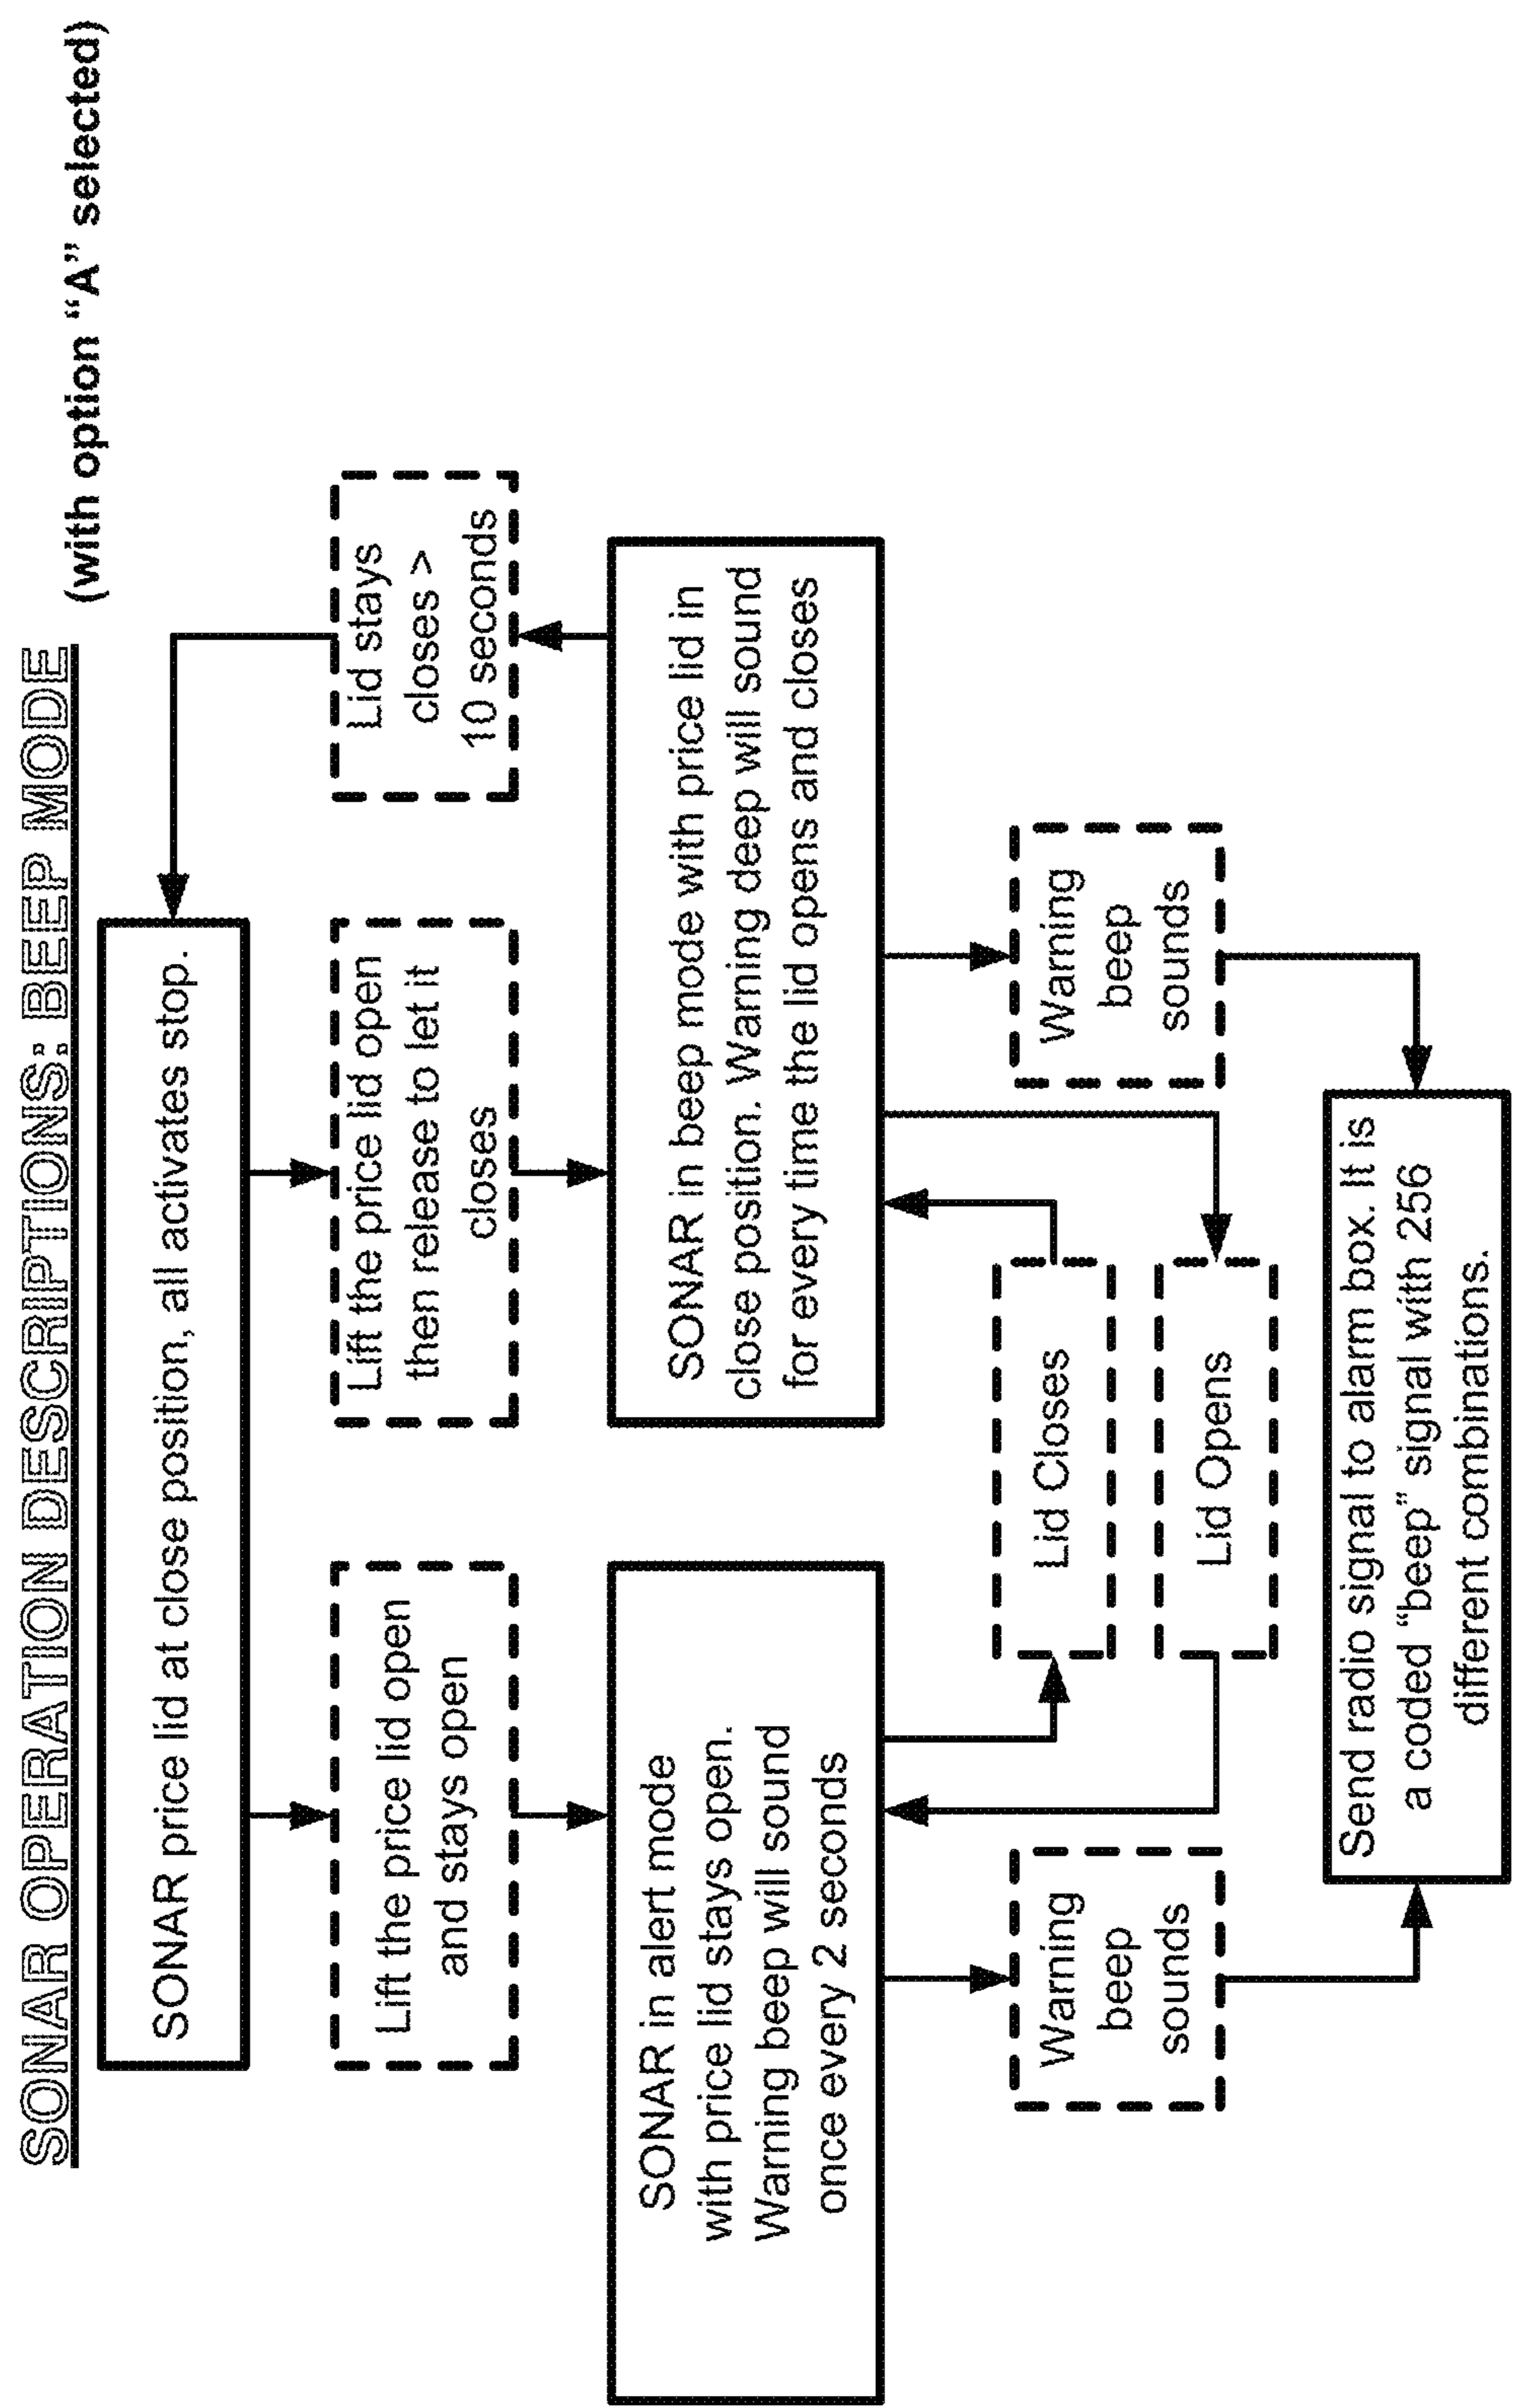 SONAR OPERATION DESCRIPTIONS: BEEP MODE
(with option “A” selected)
SONAR price lid at close position, all activates stop.
Lift the price lid open
and stays open
Lift the price lid open
then release to let it
closes
Lid stays
closes >
10 seconds
SONAR in alert mode
with price lid stays open.
Warning beep will sound
once every 2 seconds
SONAR in beep mode with price lid in
close position. Warning deep will sound
for every time the lid opens and closes
Lid Closes
Lid Opens
Warning
beep
sounds
Warning
beep
sounds
Send radio signal to alarm box. It is
a coded “beep” signal with 256
different combinations.